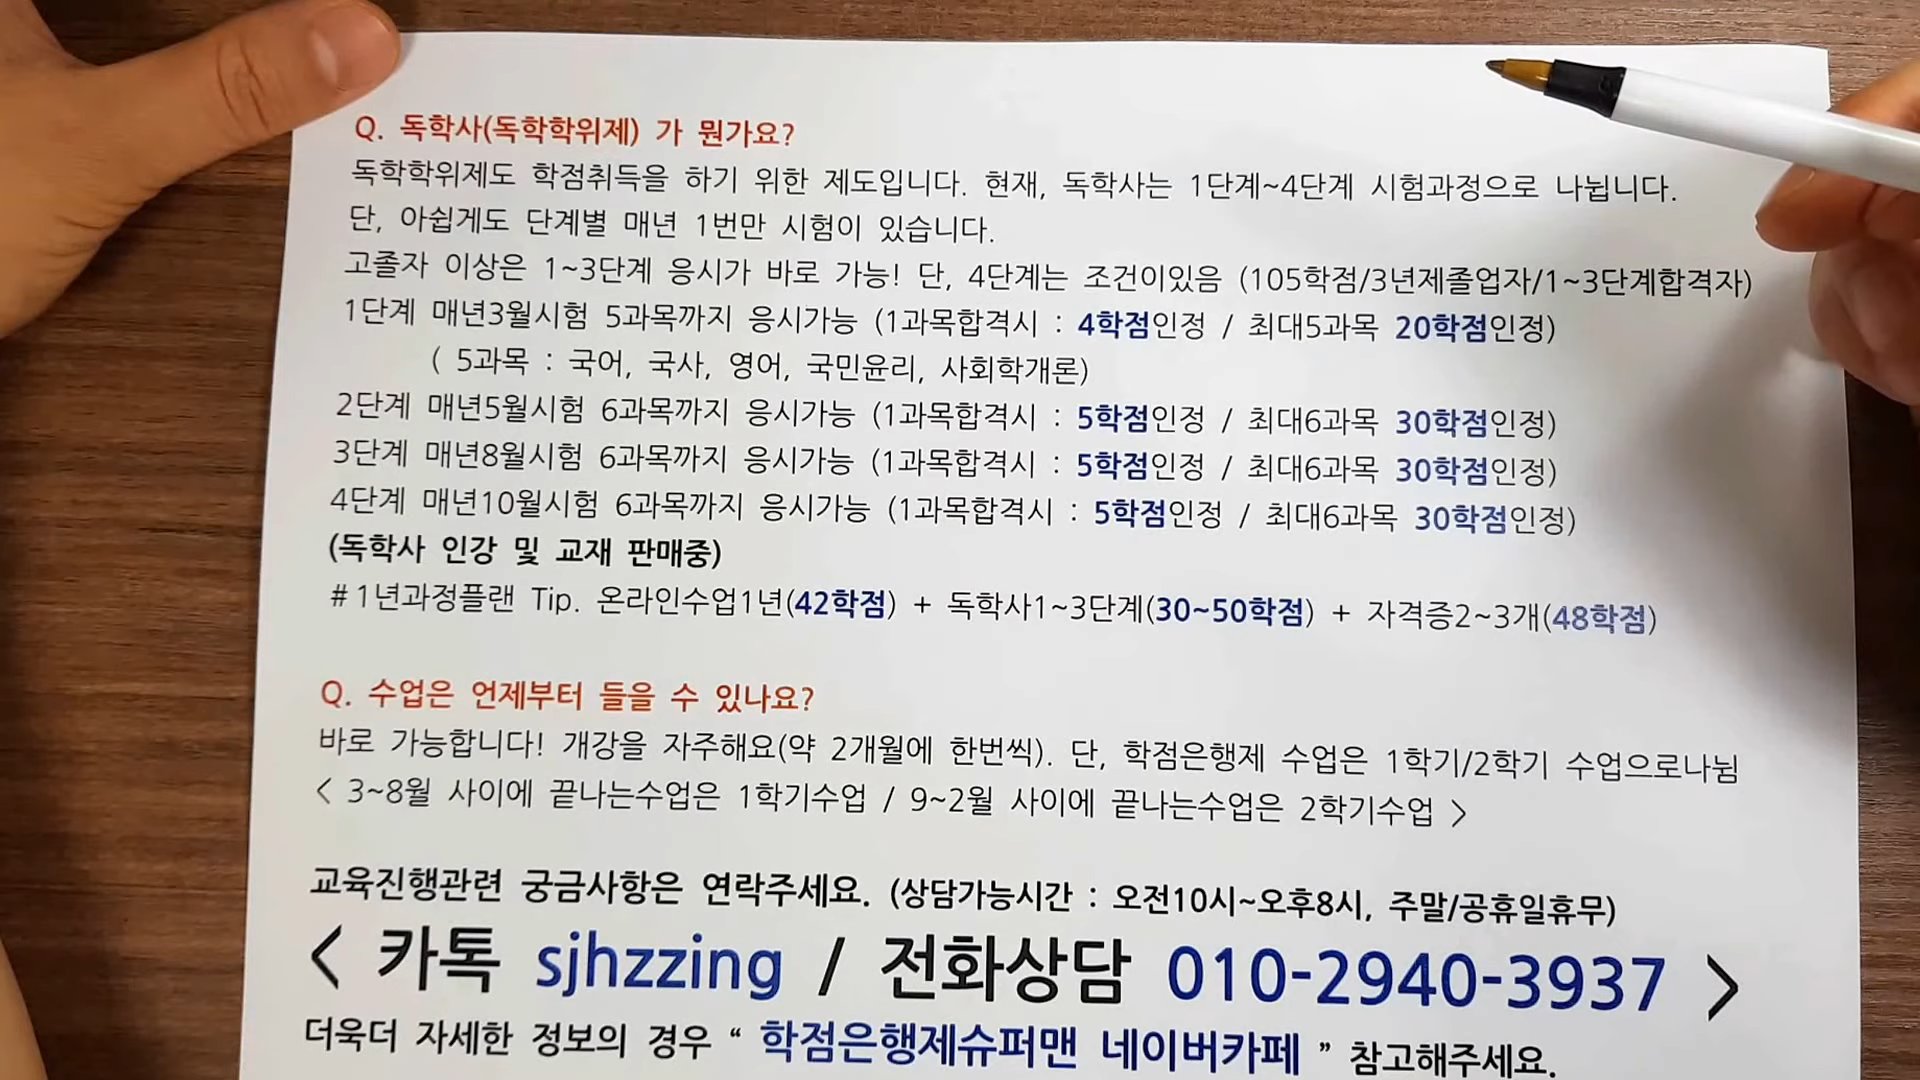 Q. 독학사(독학학위제) 가 뭔가요?
독학학위제도 학점취득을 하기 위한 제도입니다. 현재, 독학사는 1단계~4단계 시험과정으로 나뉩니다.
단, 아쉽게도 단계별 매년 1번만 시험이 있습니다.
고졸자 이상은 1~3단계 응시가 바로 가능! 단, 4단계는 조건이있음 (105학점/3년제졸업자/1~3단계합격자)
1단계 매년3월시험 5과목까지 응시가능 (1과목합격시 : 4학점인정 / 최대5과목 20학점인정)
( 5과목 : 국어, 국사, 영어, 국민윤리, 사회학개론)
2단계 매년5월시험 6과목까지 응시가능 (1과목합격시 : 5학점인정 / 최대6과목 30학점인정)
3단계 매년8월시험 6과목까지 응시가능 (1과목합격시 : 5학점인정 / 최대6과목 30학점인정)
4단계 매년10월시험 6과목까지 응시가능 (1과목합격시 : 5학점인정 / 최대6과목 30학점인정)
(독학사 인강 및 교재 판매중)
#1년과정플랜 Tip. 온라인수업1년(42학점) + 독학사1~3단계(30~50학점) + 자격증2~3개(48학점)
Q. 수업은 언제부터 들을 수 있나요?
바로 가능합니다! 개강을 자주해요(약 2개월에 한번씩). 단, 학점은행제 수업은 1학기/2학기 수업으로나뉨
< 3~8월 사이에 끝나는수업은 1학기수업 / 9~2월 사이에 끝나는수업은 2학기수업 >
교육진행관련 궁금사항은 연락주세요. (상담가능시간 : 오전10시~오후8시, 주말/공휴일휴무)
< 카톡 sjhzzing / 전화상담 010-2940-3937 >
더욱더 자세한 정보의 경우 “ 학점은행제슈퍼맨 네이버카페 ” 참고해주세요.